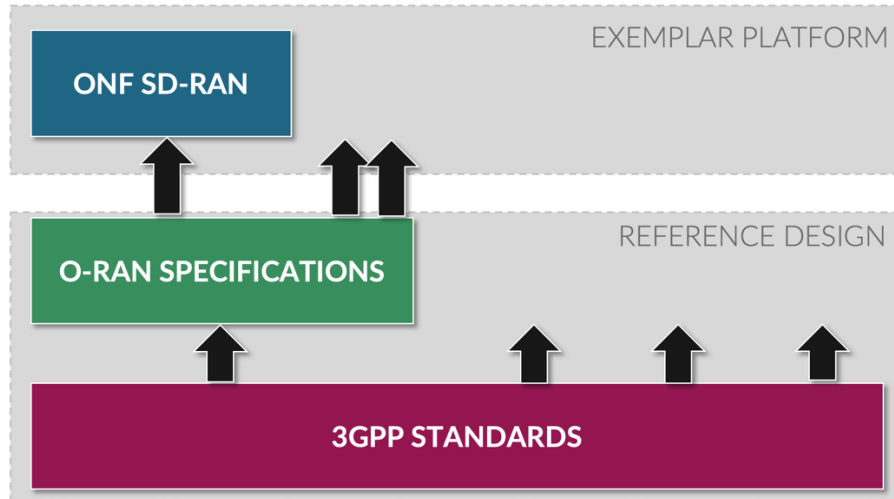 EXEMPLAR PLATFORM
ONF SD-RAN
REFERENCE DESIGN
O-RAN SPECIFICATIONS
3GPP STANDARDS